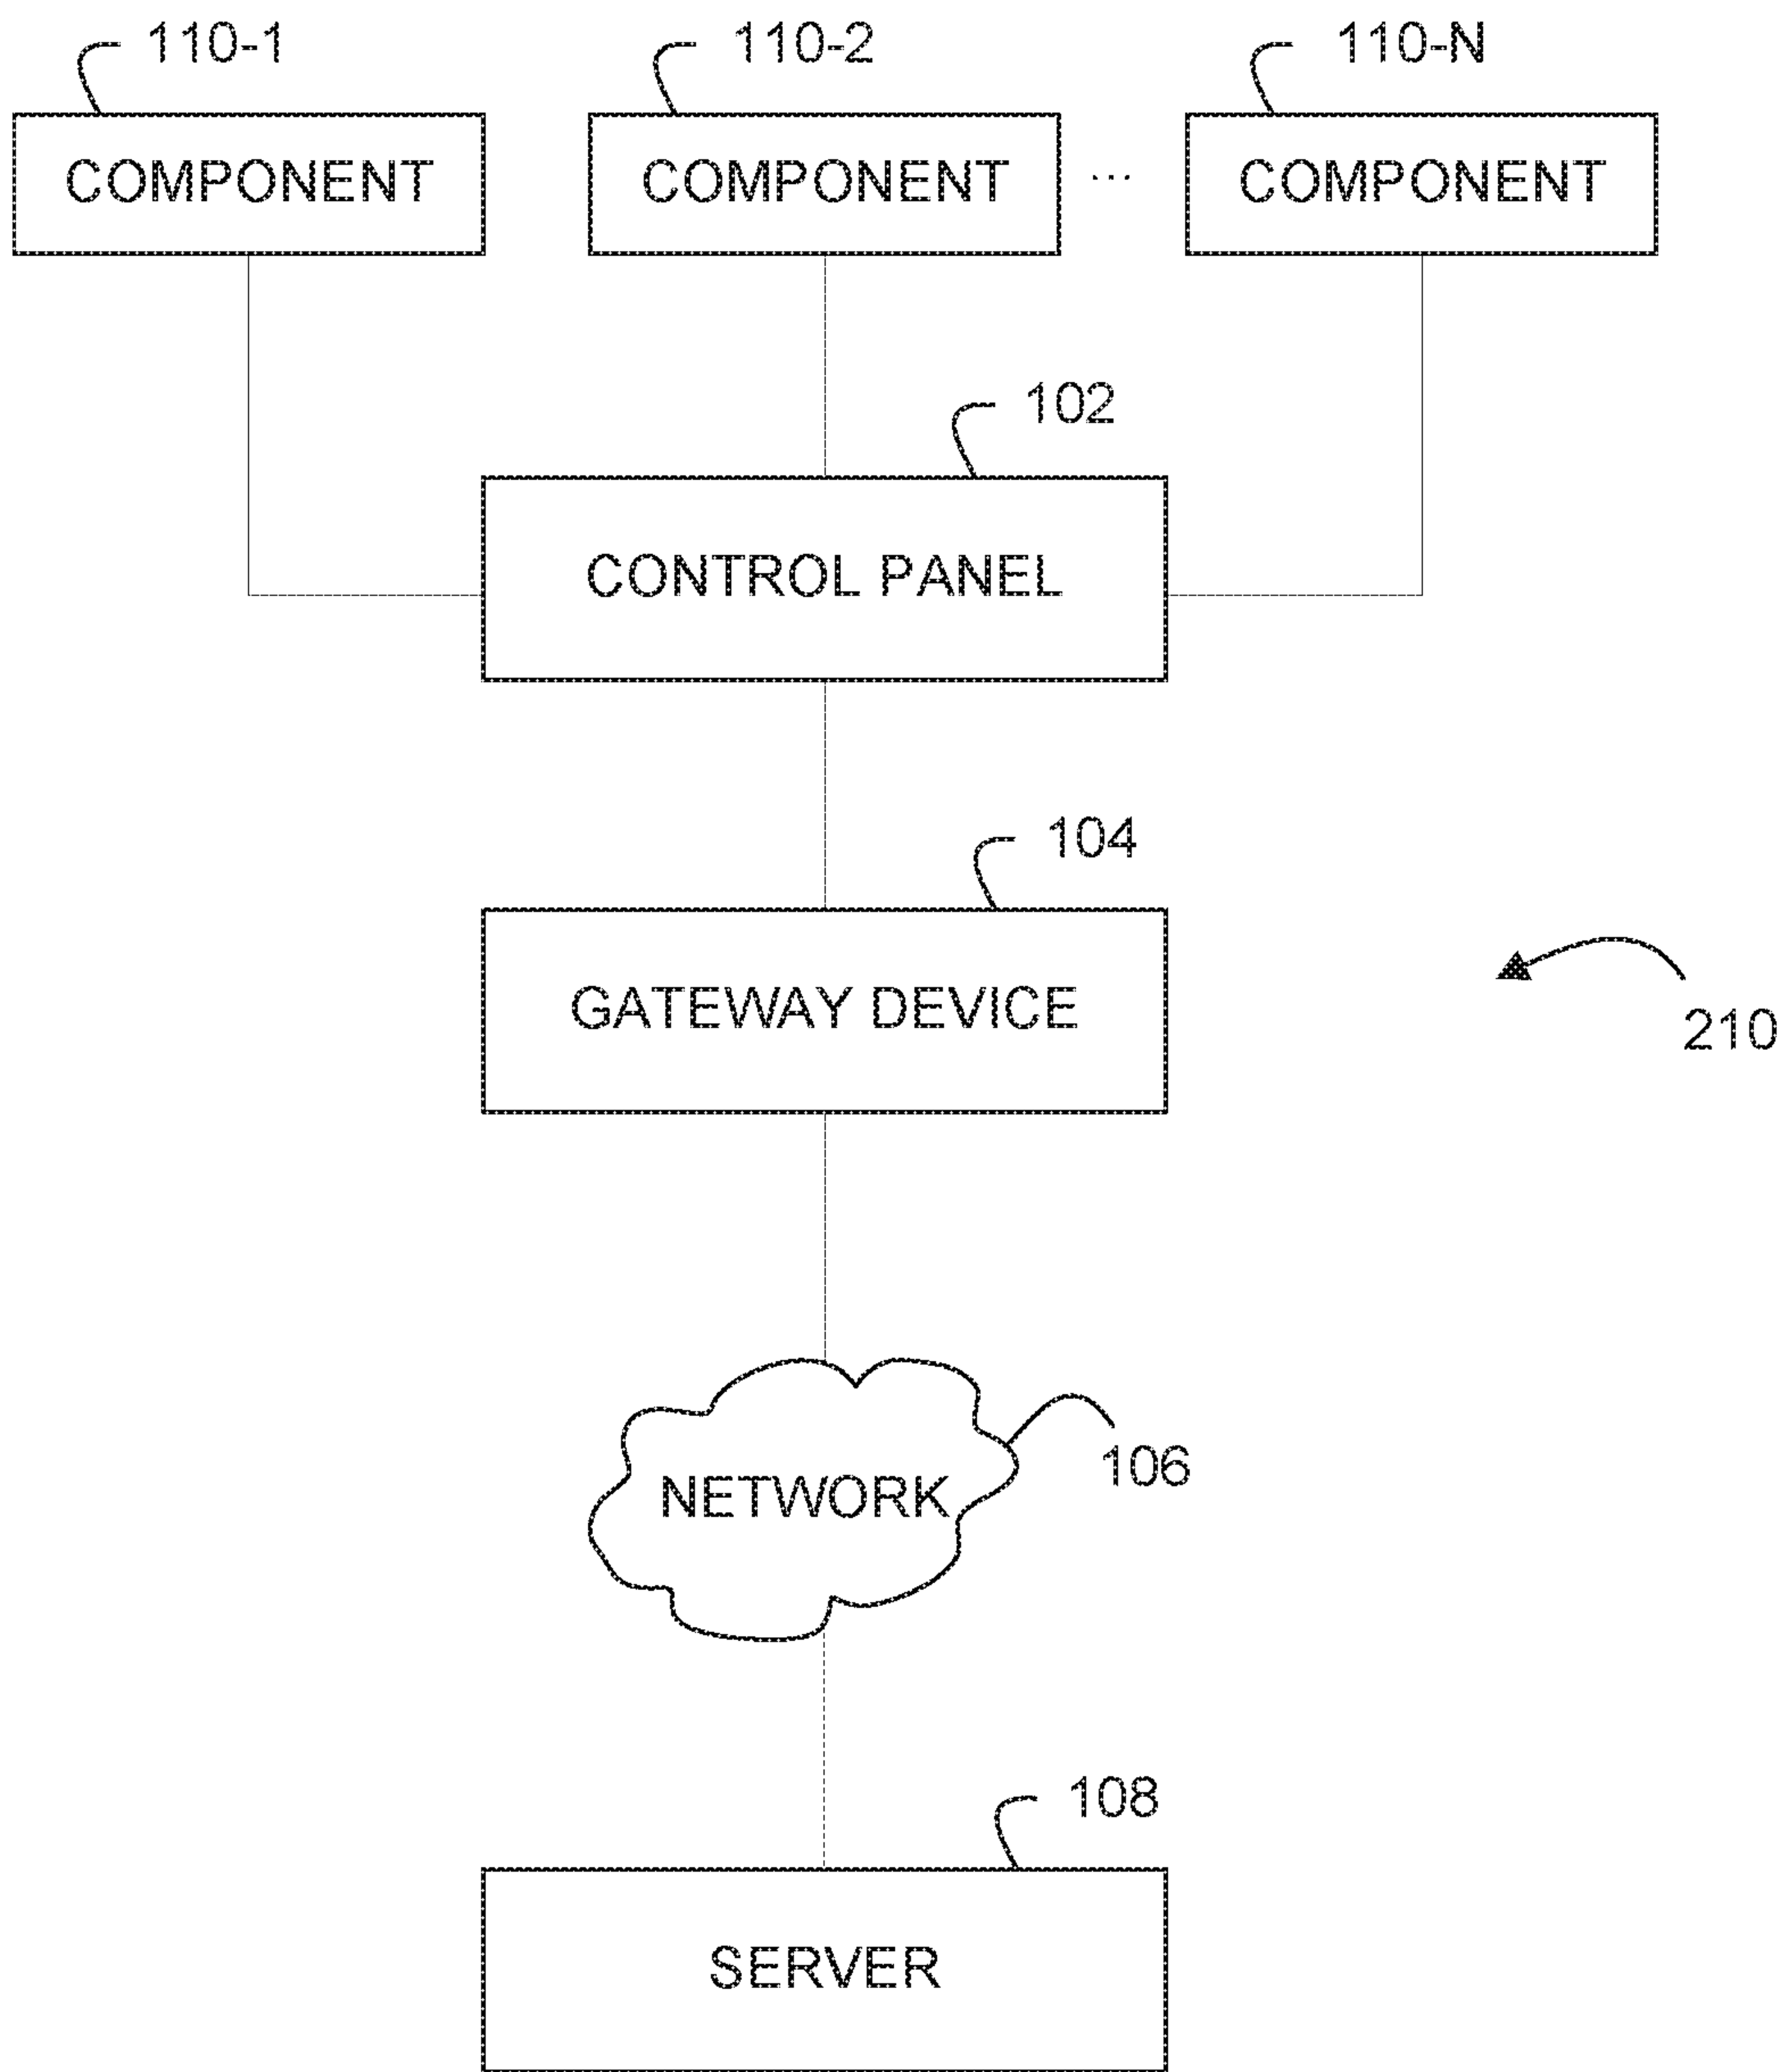 110-1 110-2 110-N
COMPONENT COMPONENT ... COMPONENT
102
CONTROL PANEL
104
GATEWAY DEVICE
210
106
NETWORK
108
SERVER